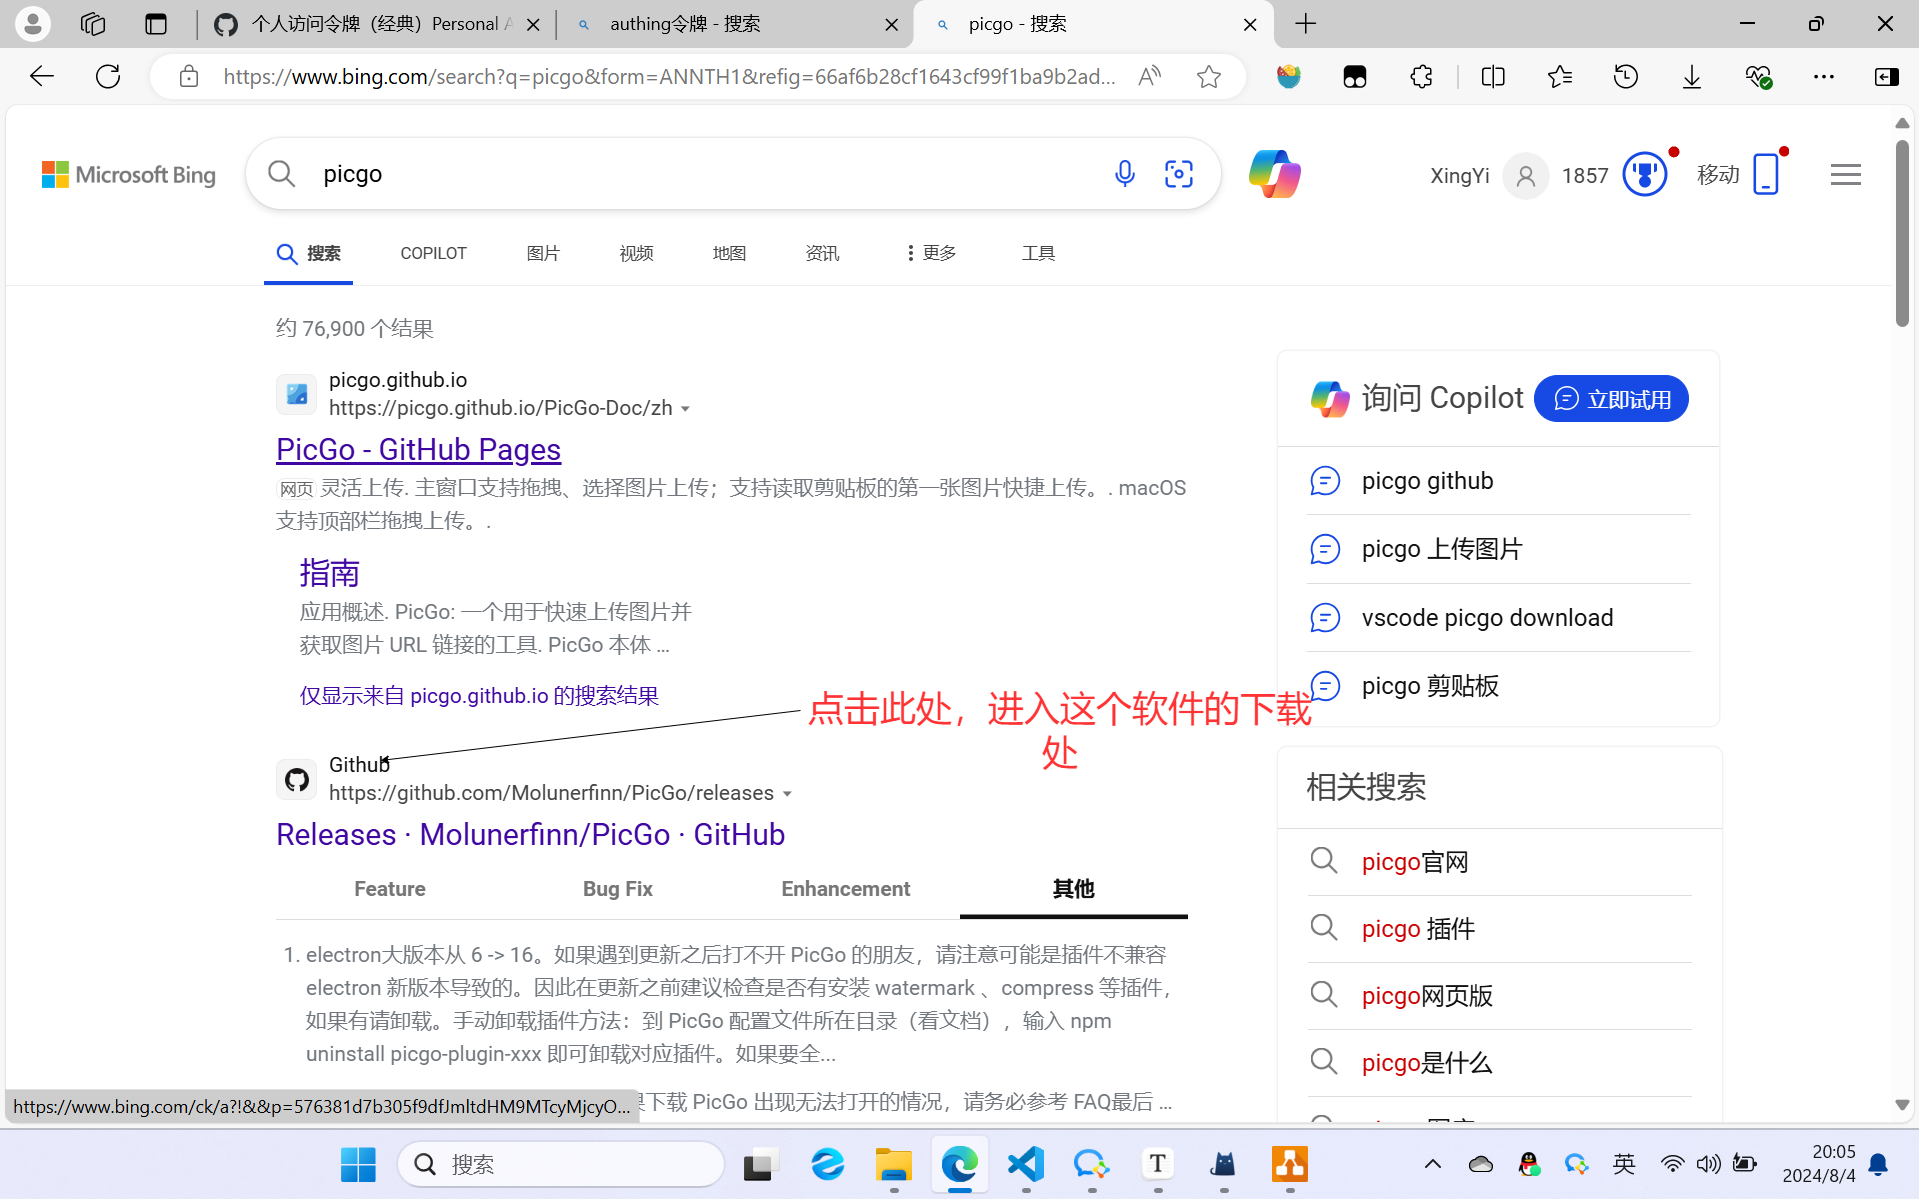 个人访问令牌（经典）Personal A
authing令牌 - 搜索
picgo - 搜索
https://www.bing.com/search?q=picgo&form=ANNTH1&refig=66af6b28cf1643cf99f1ba9b2ad...
Microsoft Bing
picgo
XingYi
1857
移动
搜索
COPILOT
图片
视频
地图
资讯
更多
工具
约 76,900 个结果
picgo.github.io
https://picgo.github.io/PicGo-Doc/zh
PicGo - GitHub Pages
网页 灵活上传. 主窗口支持拖拽、选择图片上传；支持读取剪贴板的第一张图片快捷上传。. macOS
支持顶部栏拖拽上传。.
指南
应用概述. PicGo: 一个用于快速上传图片并
获取图片 URL 链接的工具. PicGo 本体 ...
仅显示来自 picgo.github.io 的搜索结果
点击此处，进入这个软件的下载
处
Github
https://github.com/Molunerfinn/PicGo/releases
Releases · Molunerfinn/PicGo · GitHub
Feature
Bug Fix
Enhancement
其他
1. electron大版本从 6 -> 16。如果遇到更新之后打不开 PicGo 的朋友，请注意可能是插件不兼容
electron 新版本导致的。因此在更新之前建议检查是否有安装 watermark 、compress 等插件，
如果有请卸载。手动卸载插件方法：到 PicGo 配置文件所在目录（看文档），输入 npm
uninstall picgo-plugin-xxx 即可卸载对应插件。如果要全...
下载 PicGo 出现无法打开的情况，请务必参考 FAQ最后 ...
https://www.bing.com/ck/a?!&&p=576381d7b305f9dfJmltdHM9MTcyMjcyO...
询问 Copilot
立即试用
picgo github
picgo 上传图片
vscode picgo download
picgo 剪贴板
相关搜索
picgo官网
picgo 插件
picgo网页版
picgo是什么
搜索
英
20:05
2024/8/4